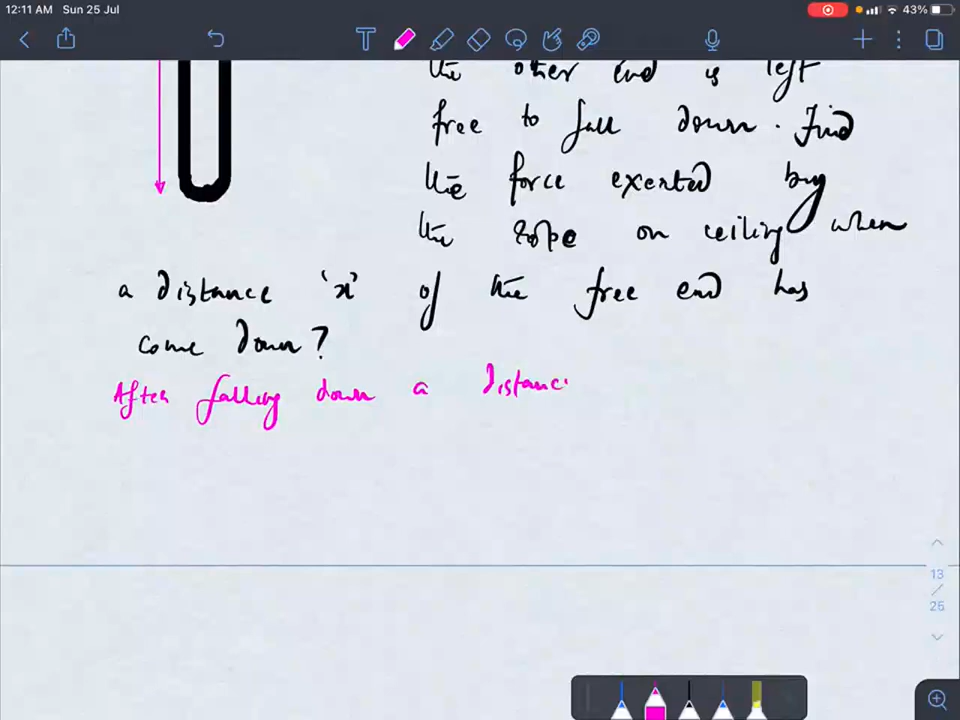 12:11 AM Sun 25 Jul 43%
T
the other end is left
free to fall down. Find
the force exerted by
the rope on ceiling when
a distance 'x' of the free end has
come down?
After falling down a distanc
13
/
25